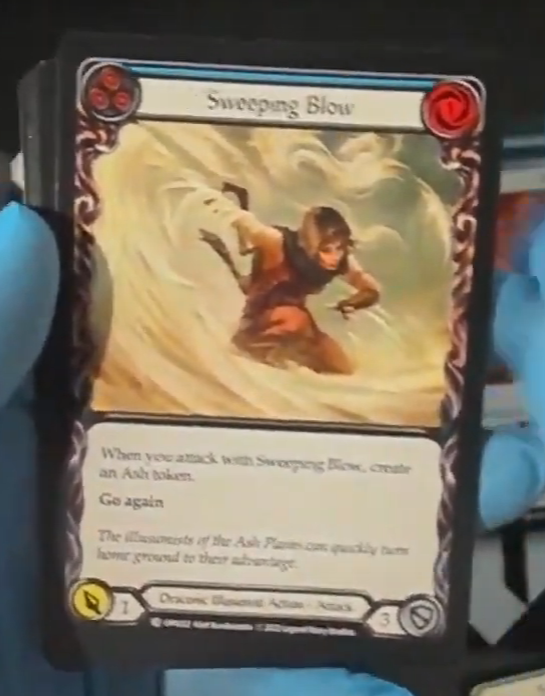 Sweeping Blow
1
When you attack with Sweeping Blow, create
an Ash token.
Go again
The illusionists of the Ash Plains can quickly turn
home ground to their advantage.
1
Draconic Illusionist Action - Attack
3